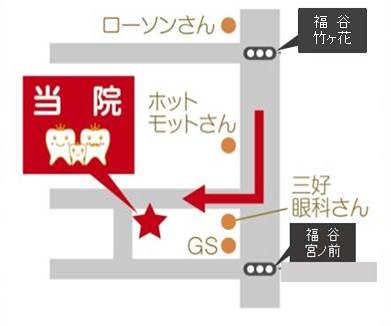 ローソンさん
福 谷
竹ヶ花
当 院
ホット
モットさん
三好
眼科さん
GS
福 谷
宮ノ前